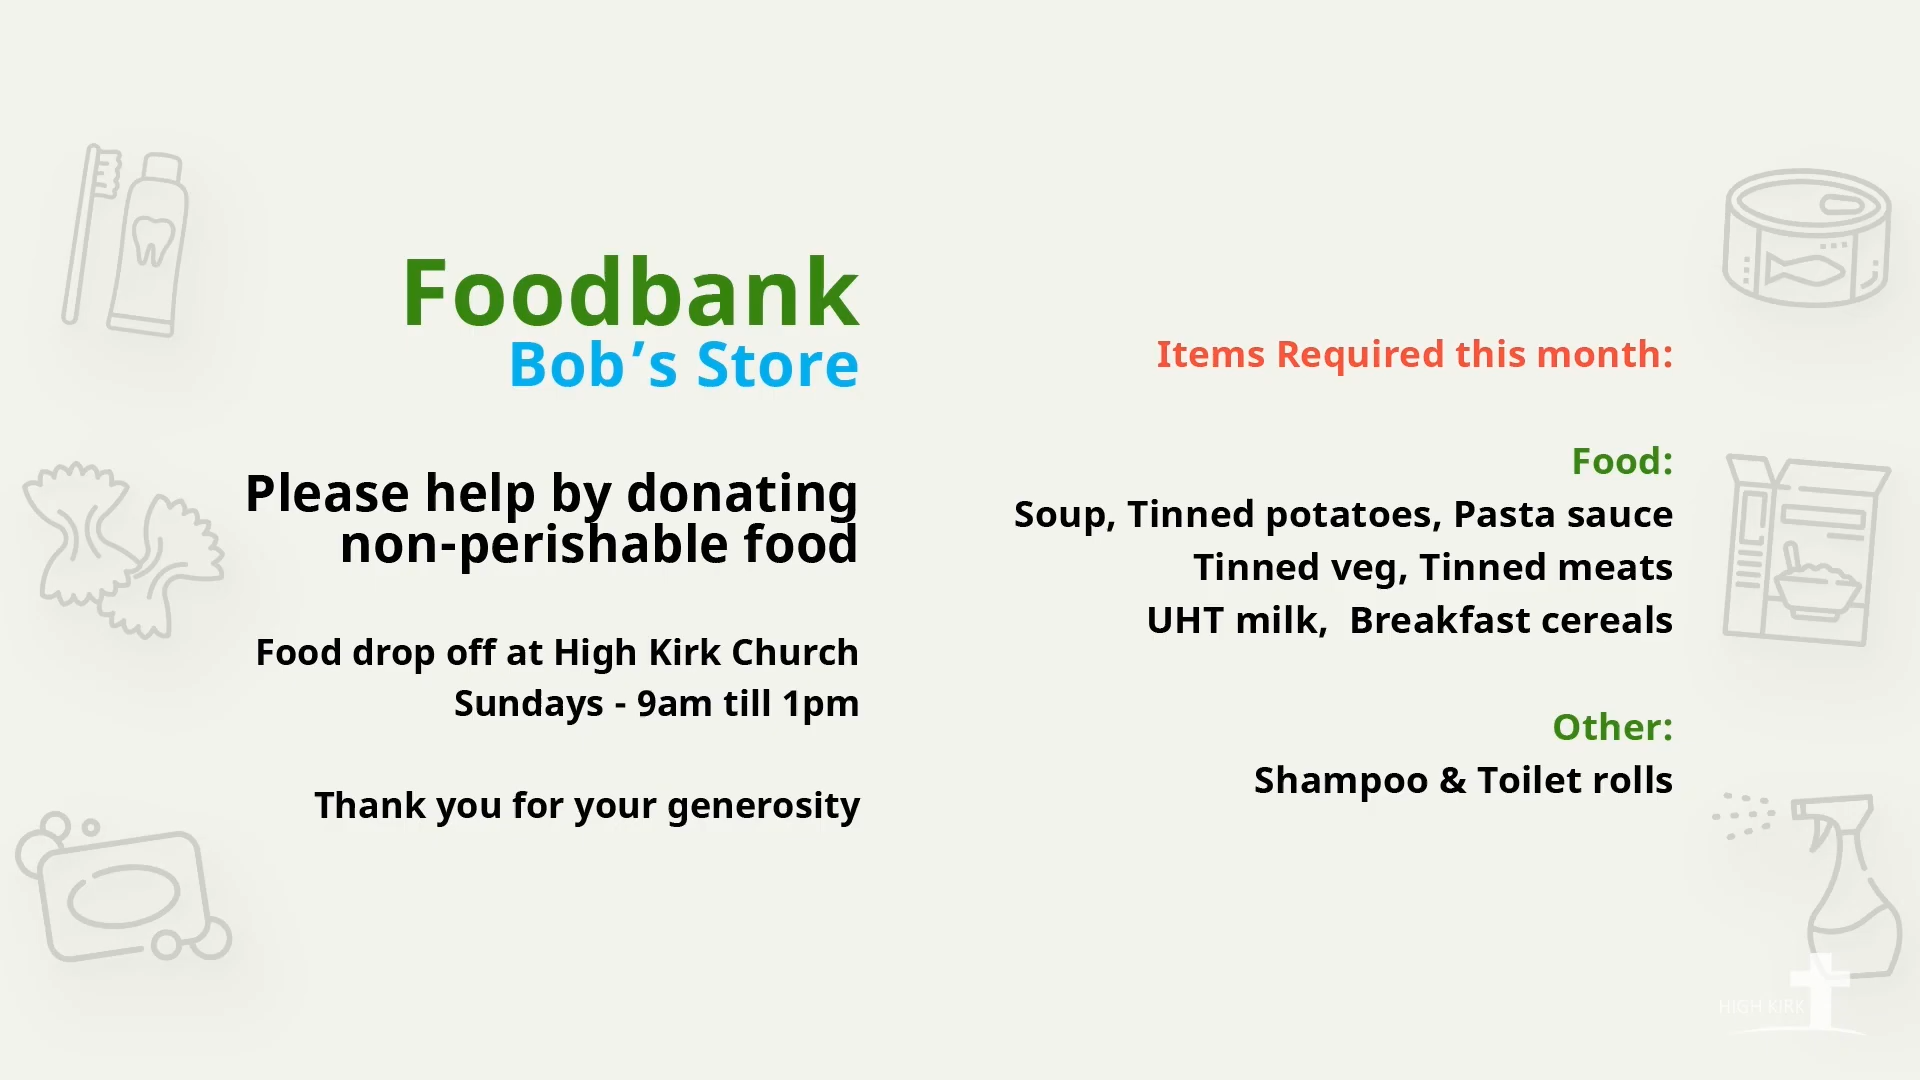 Foodbank
Bob’s Store
Please help by donating
non-perishable food
Food drop off at High Kirk Church
Sundays - 9am till 1pm
Thank you for your generosity
Items Required this month:
Food:
Soup, Tinned potatoes, Pasta sauce
Tinned veg, Tinned meats
UHT milk,  Breakfast cereals
Other:
Shampoo & Toilet rolls
HIGH KIRK